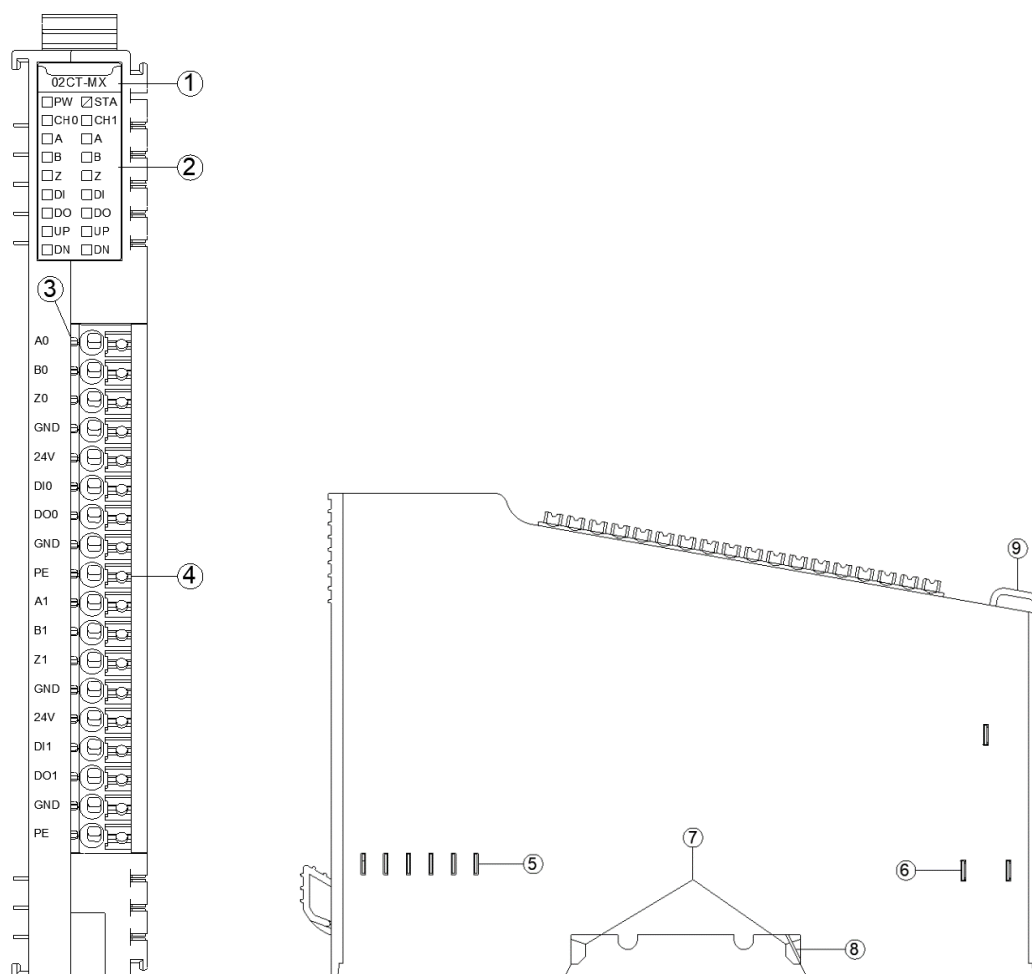 02CT-MX ①
PW STA
CH0 CH1
A A
B B
Z Z ②
DI DI
DO DO
UP UP
DN DN
③
A0
B0
Z0
GND
24V
DI0
DO0
GND
PE ④
A1
B1
Z1
GND
24V
DI1
DO1
GND
PE
⑨
⑦
⑤ ⑥
⑧